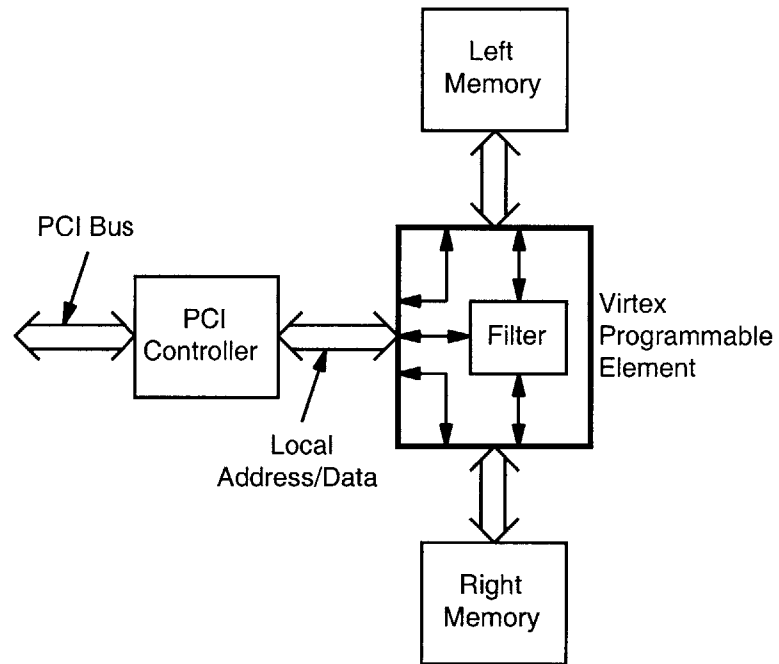 Left
Memory
PCI Bus
PCI
Controller
Filter
Virtex
Programmable
Element
Local
Address/Data
Right
Memory